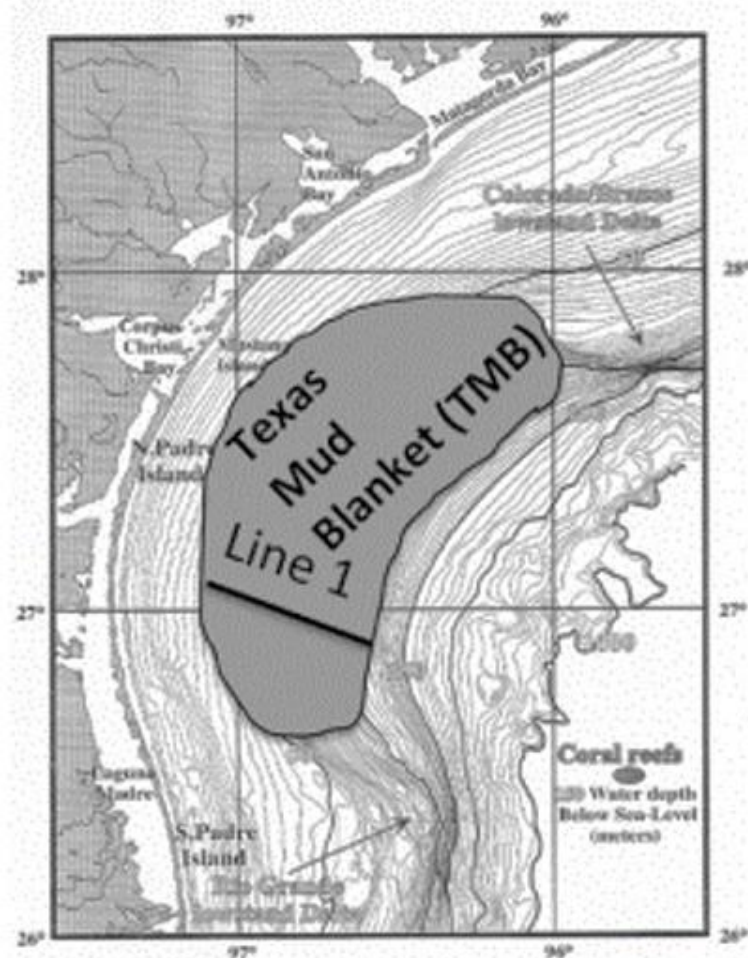 97°
96°
Matagorda Bay
San
Antonio
Bay
Colorado/Brazos
lowstand Delta
28°
28°
Corpus
Christi
Bay
Mustang
Island
Texas
Mud
Blanket (TMB)
N.Padre
Island
Line 1
27°
27°
Coral reefs
Water depth
Below Sea-Level
(meters)
Laguna
Madre
S.Padre
Island
Rio Grande
lowstand Delta
26°
26°
97°
96°